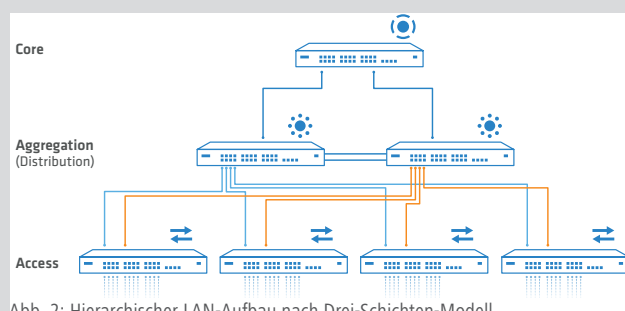 Core
Aggregation
(Distribution)
Access
Abb. 2: Hierarchischer LAN-Aufbau nach Drei-Schichten-Modell